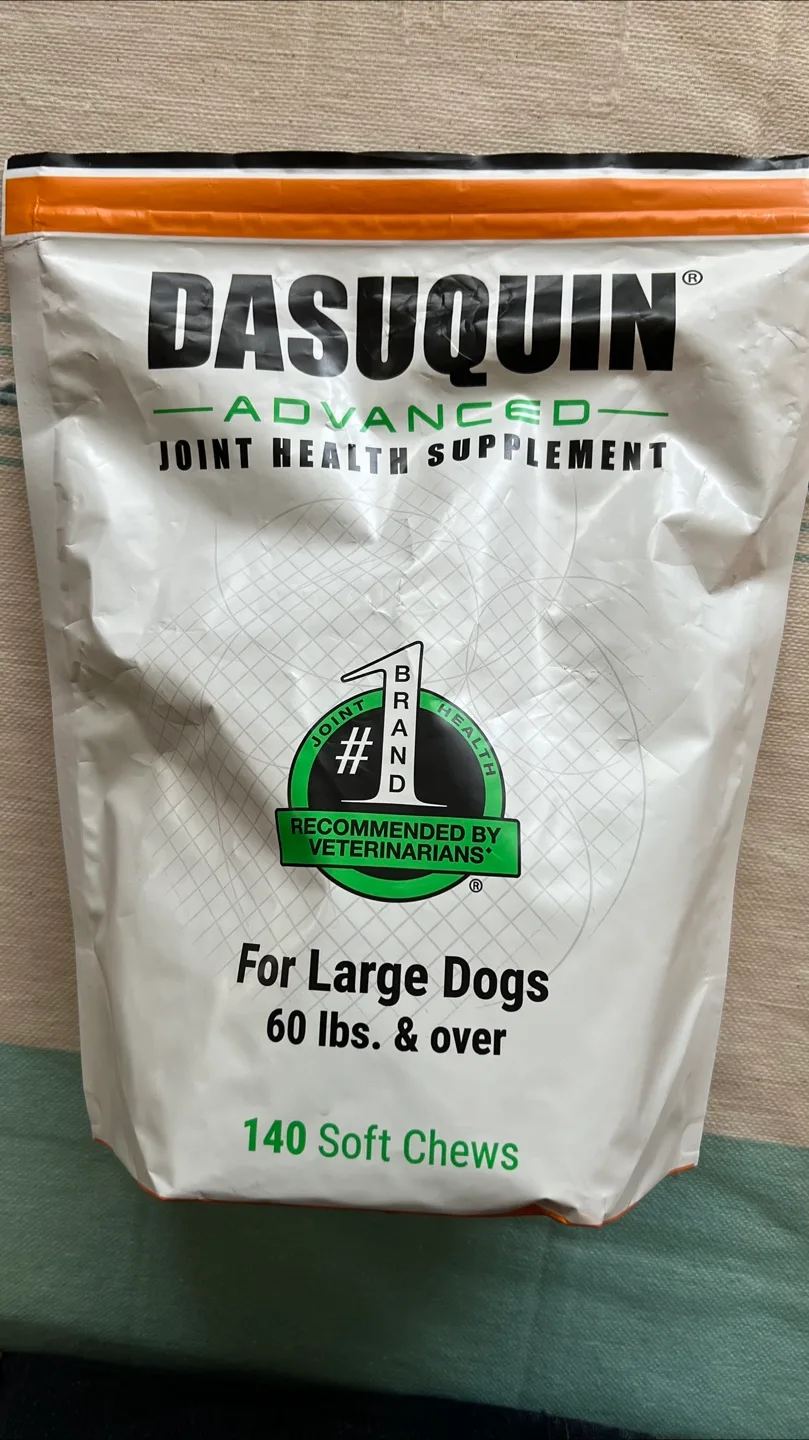 DASUQUIN®
ADVANCED
JOINT HEALTH SUPPLEMENT
JOINT HEALTH
#1
BRAND
RECOMMENDED BY
VETERINARIANS⬩
®
For Large Dogs
60 lbs. & over
140 Soft Chews